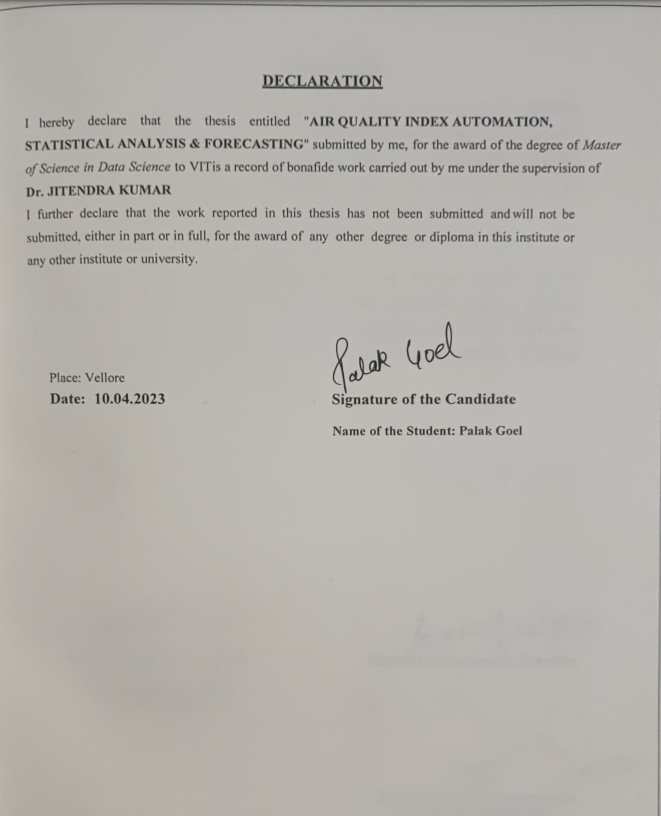 DECLARATION
I hereby declare that the thesis entitled "AIR QUALITY INDEX AUTOMATION,
STATISTICAL ANALYSIS & FORECASTING" submitted by me, for the award of the degree of Master
of Science in Data Science to VITis a record of bonafide work carried out by me under the supervision of
Dr. JITENDRA KUMAR
I further declare that the work reported in this thesis has not been submitted and will not be
submitted, either in part or in full, for the award of any other degree or diploma in this institute or
any other institute or university.
Palak Goel
Place: Vellore
Date: 10.04.2023
Signature of the Candidate
Name of the Student: Palak Goel